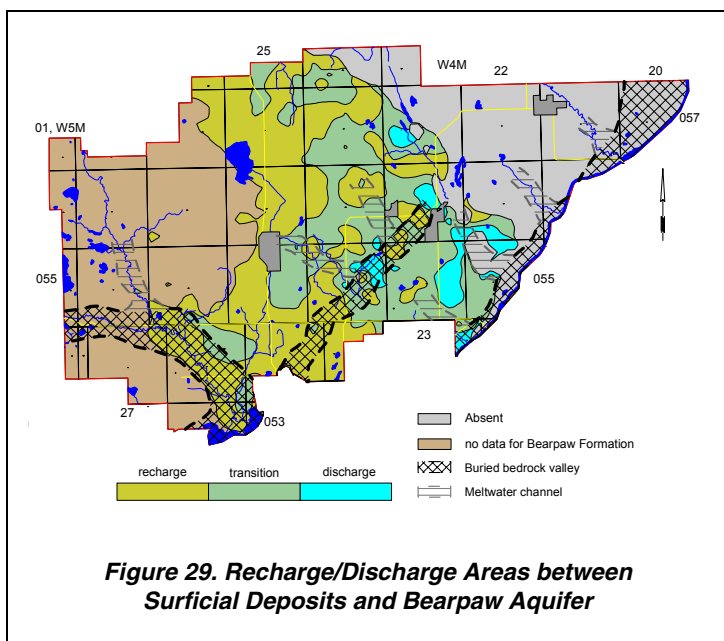 25
W4M
22
20
057
01, W5M
055
055
23
27
053
Absent
no data for Bearpaw Formation
Buried bedrock valley
Meltwater channel
recharge
transition
discharge
Figure 29. Recharge/Discharge Areas between
Surficial Deposits and Bearpaw Aquifer